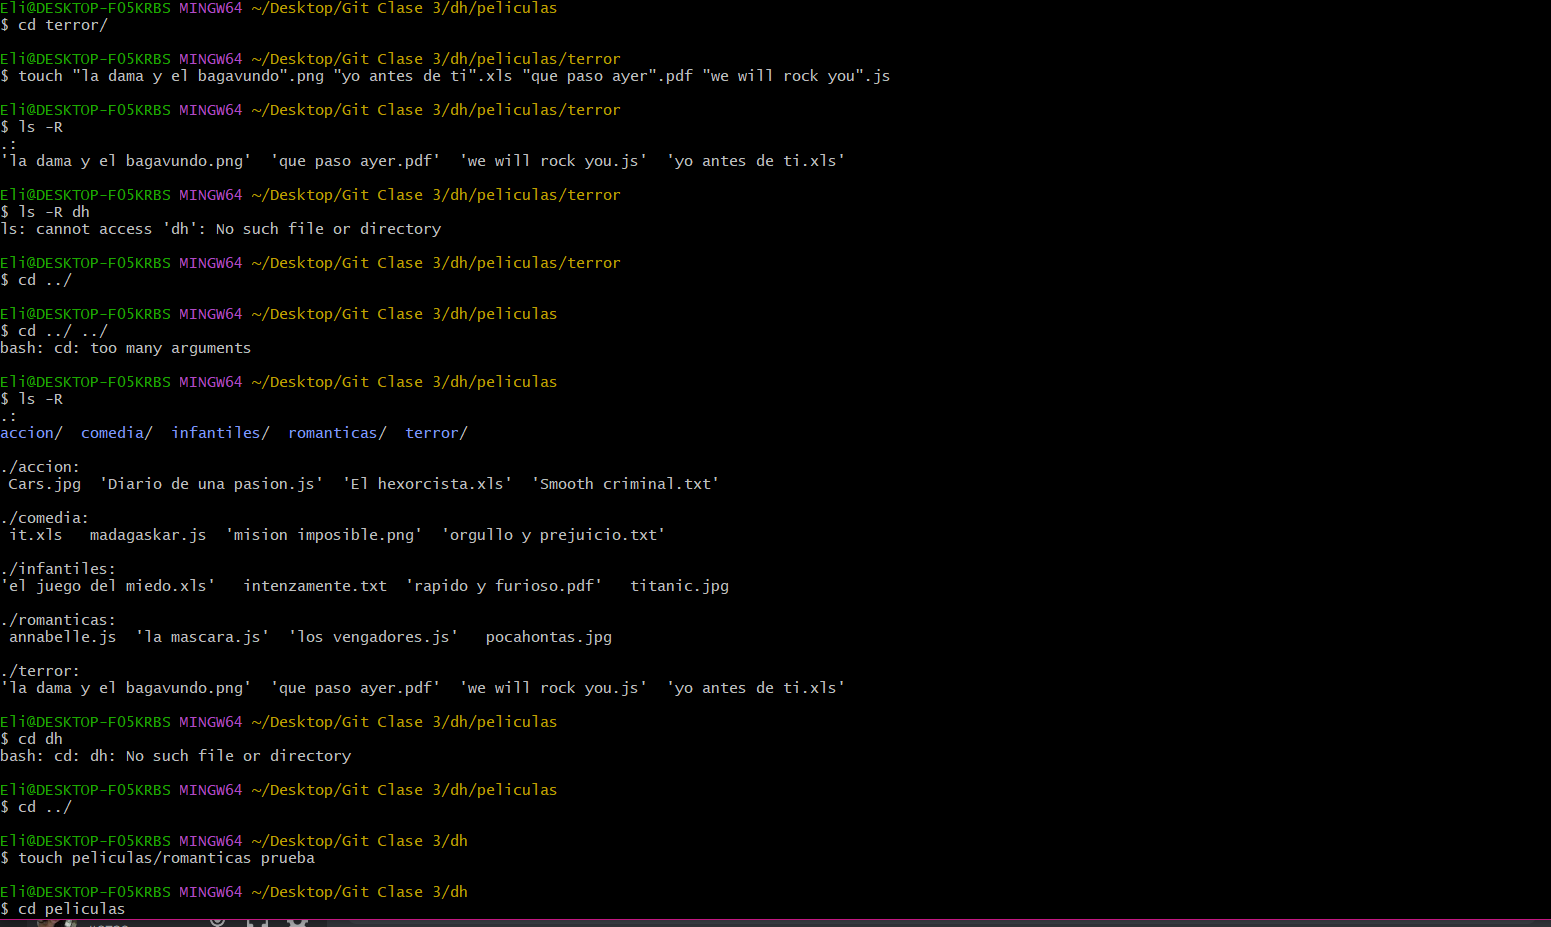 Eli@DESKTOP-FO5KRBS MINGW64 ~/Desktop/Git Clase 3/dh/peliculas
$ cd terror/
Eli@DESKTOP-FO5KRBS MINGW64 ~/Desktop/Git Clase 3/dh/peliculas/terror
$ touch "la dama y el bagavundo".png "yo antes de ti".xls "que paso ayer".pdf "we will rock you".js
Eli@DESKTOP-FO5KRBS MINGW64 ~/Desktop/Git Clase 3/dh/peliculas/terror
$ ls -R
.:
'la dama y el bagavundo.png'  'que paso ayer.pdf'  'we will rock you.js'  'yo antes de ti.xls'
Eli@DESKTOP-FO5KRBS MINGW64 ~/Desktop/Git Clase 3/dh/peliculas/terror
$ ls -R dh
ls: cannot access 'dh': No such file or directory
Eli@DESKTOP-FO5KRBS MINGW64 ~/Desktop/Git Clase 3/dh/peliculas/terror
$ cd ../
Eli@DESKTOP-FO5KRBS MINGW64 ~/Desktop/Git Clase 3/dh/peliculas
$ cd ../ ../
bash: cd: too many arguments
Eli@DESKTOP-FO5KRBS MINGW64 ~/Desktop/Git Clase 3/dh/peliculas
$ ls -R
.:
accion/  comedia/  infantiles/  romanticas/  terror/
./accion:
Cars.jpg  'Diario de una pasion.js'  'El hexorcista.xls'  'Smooth criminal.txt'
./comedia:
it.xls   madagaskar.js  'mision imposible.png'  'orgullo y prejuicio.txt'
./infantiles:
'el juego del miedo.xls'   intenzamente.txt  'rapido y furioso.pdf'   titanic.jpg
./romanticas:
annabelle.js  'la mascara.js'  'los vengadores.js'   pocahontas.jpg
./terror:
'la dama y el bagavundo.png'  'que paso ayer.pdf'  'we will rock you.js'  'yo antes de ti.xls'
Eli@DESKTOP-FO5KRBS MINGW64 ~/Desktop/Git Clase 3/dh/peliculas
$ cd dh
bash: cd: dh: No such file or directory
Eli@DESKTOP-FO5KRBS MINGW64 ~/Desktop/Git Clase 3/dh/peliculas
$ cd ../
Eli@DESKTOP-FO5KRBS MINGW64 ~/Desktop/Git Clase 3/dh
$ touch peliculas/romanticas prueba
Eli@DESKTOP-FO5KRBS MINGW64 ~/Desktop/Git Clase 3/dh
$ cd peliculas